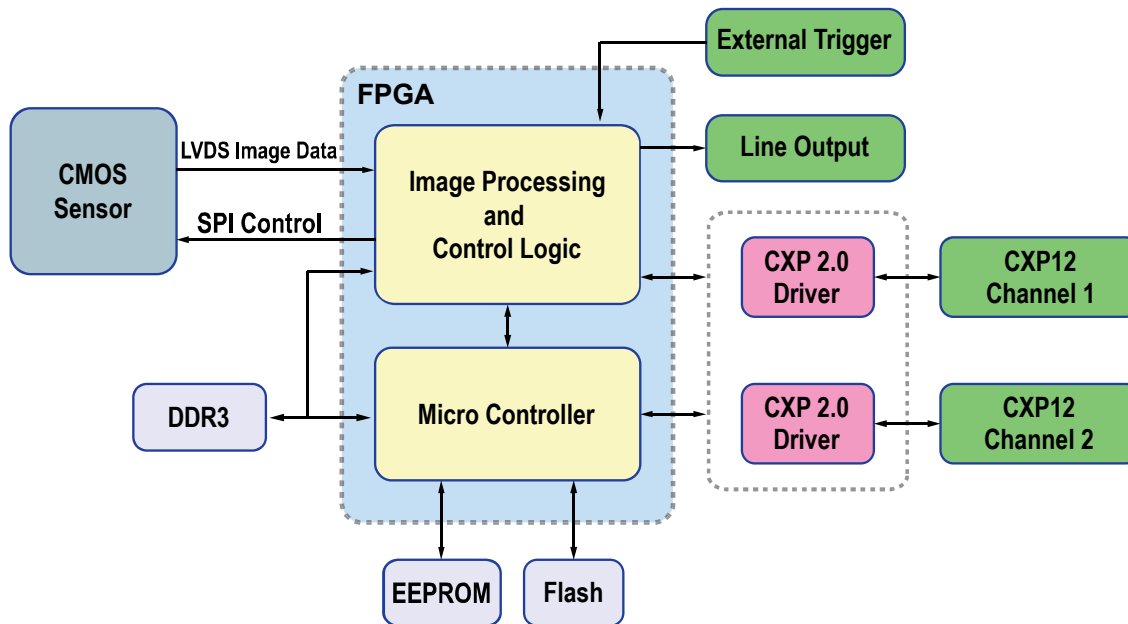 External Trigger
FPGA
CMOS
Sensor
LVDS Image Data
SPI Control
Image Processing
and
Control Logic
Line Output
CXP 2.0
Driver
CXP12
Channel 1
DDR3
Micro Controller
CXP 2.0
Driver
CXP12
Channel 2
EEPROM
Flash